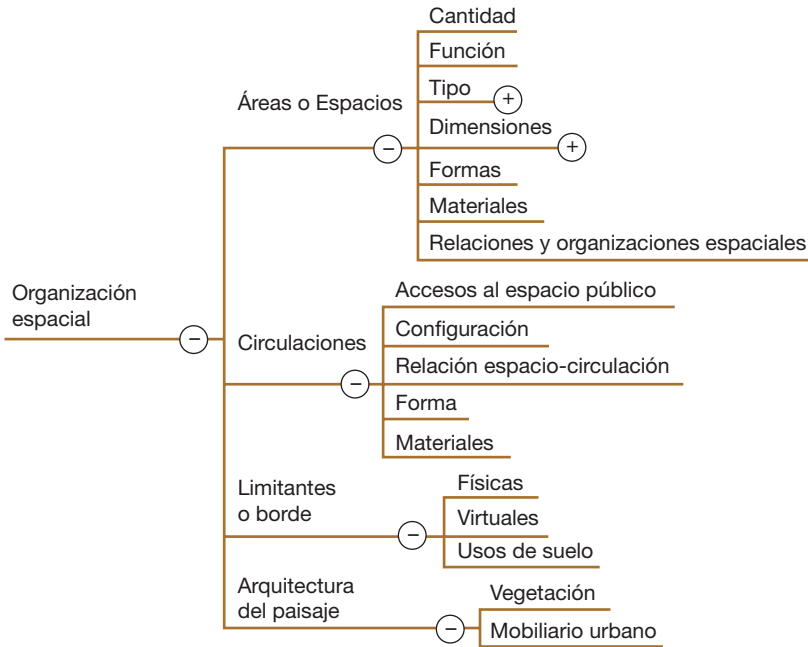 Organización
espacial
Áreas o Espacios
Cantidad
Función
Tipo
Dimensiones
Formas
Materiales
Relaciones y organizaciones espaciales
Circulaciones
Accesos al espacio público
Configuración
Relación espacio-circulación
Forma
Materiales
Limitantes
o borde
Físicas
Virtuales
Usos de suelo
Arquitectura
del paisaje
Vegetación
Mobiliario urbano